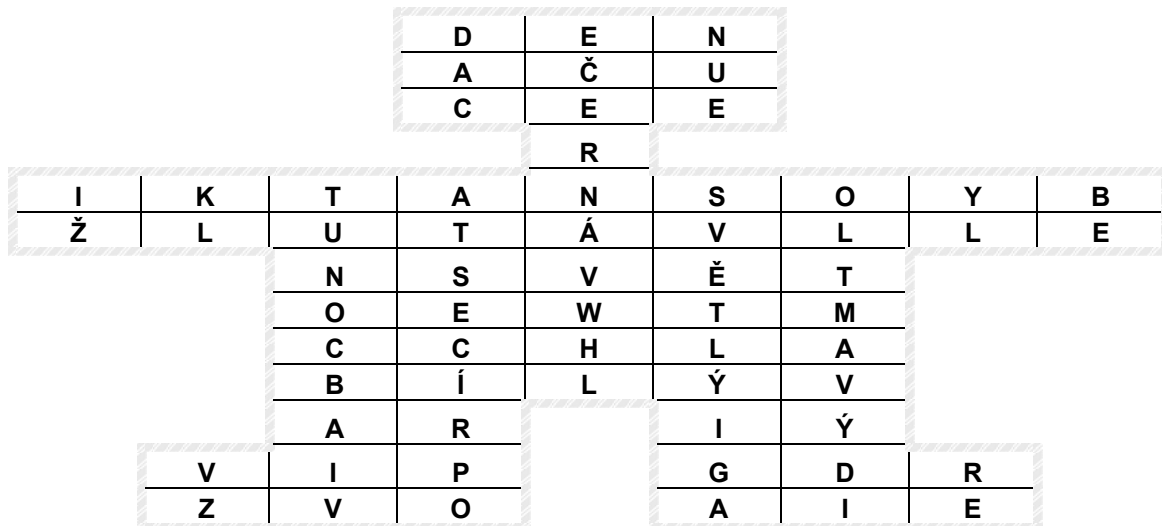 D E N
A Č U
C E E
R
I K T A N S O Y B
Ž L U T Á V L L E
N S V Ě T
O E W T M
C C H L A
B Í L Ý V
A R I Ý
V I P G D R
Z V O A I E